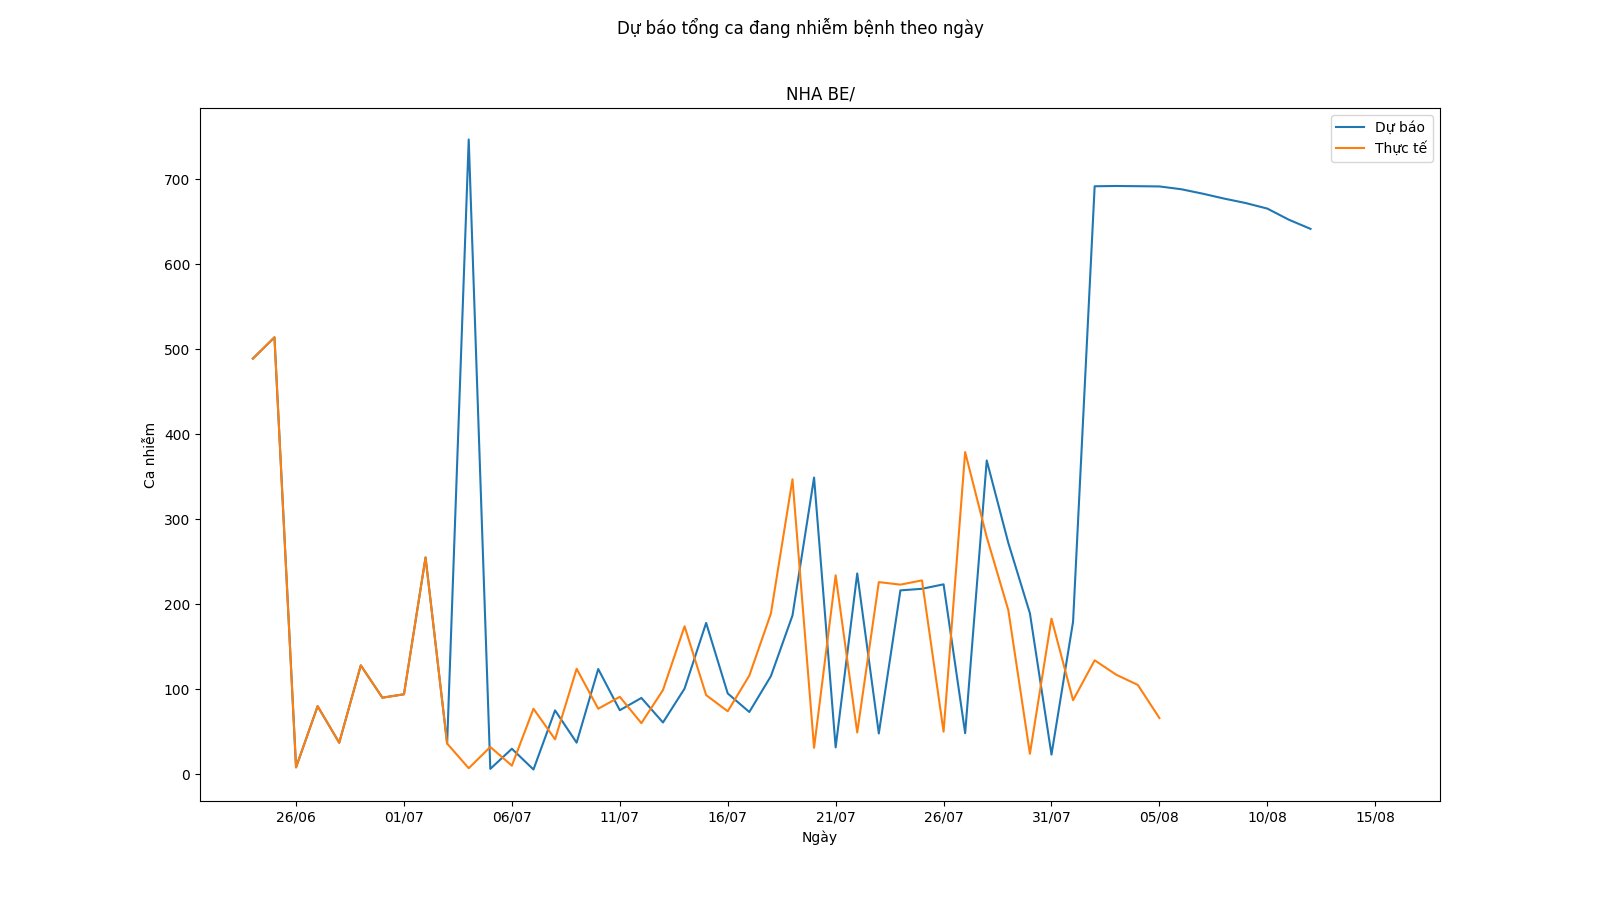 Dự báo tổng ca đang nhiễm bệnh theo ngày
NHA BE/
Dự báo
Thực tế
Ca nhiễm
700
600
500
400
300
200
100
0
26/06 01/07 06/07 11/07 16/07 21/07 26/07 31/07 05/08 10/08 15/08
Ngày